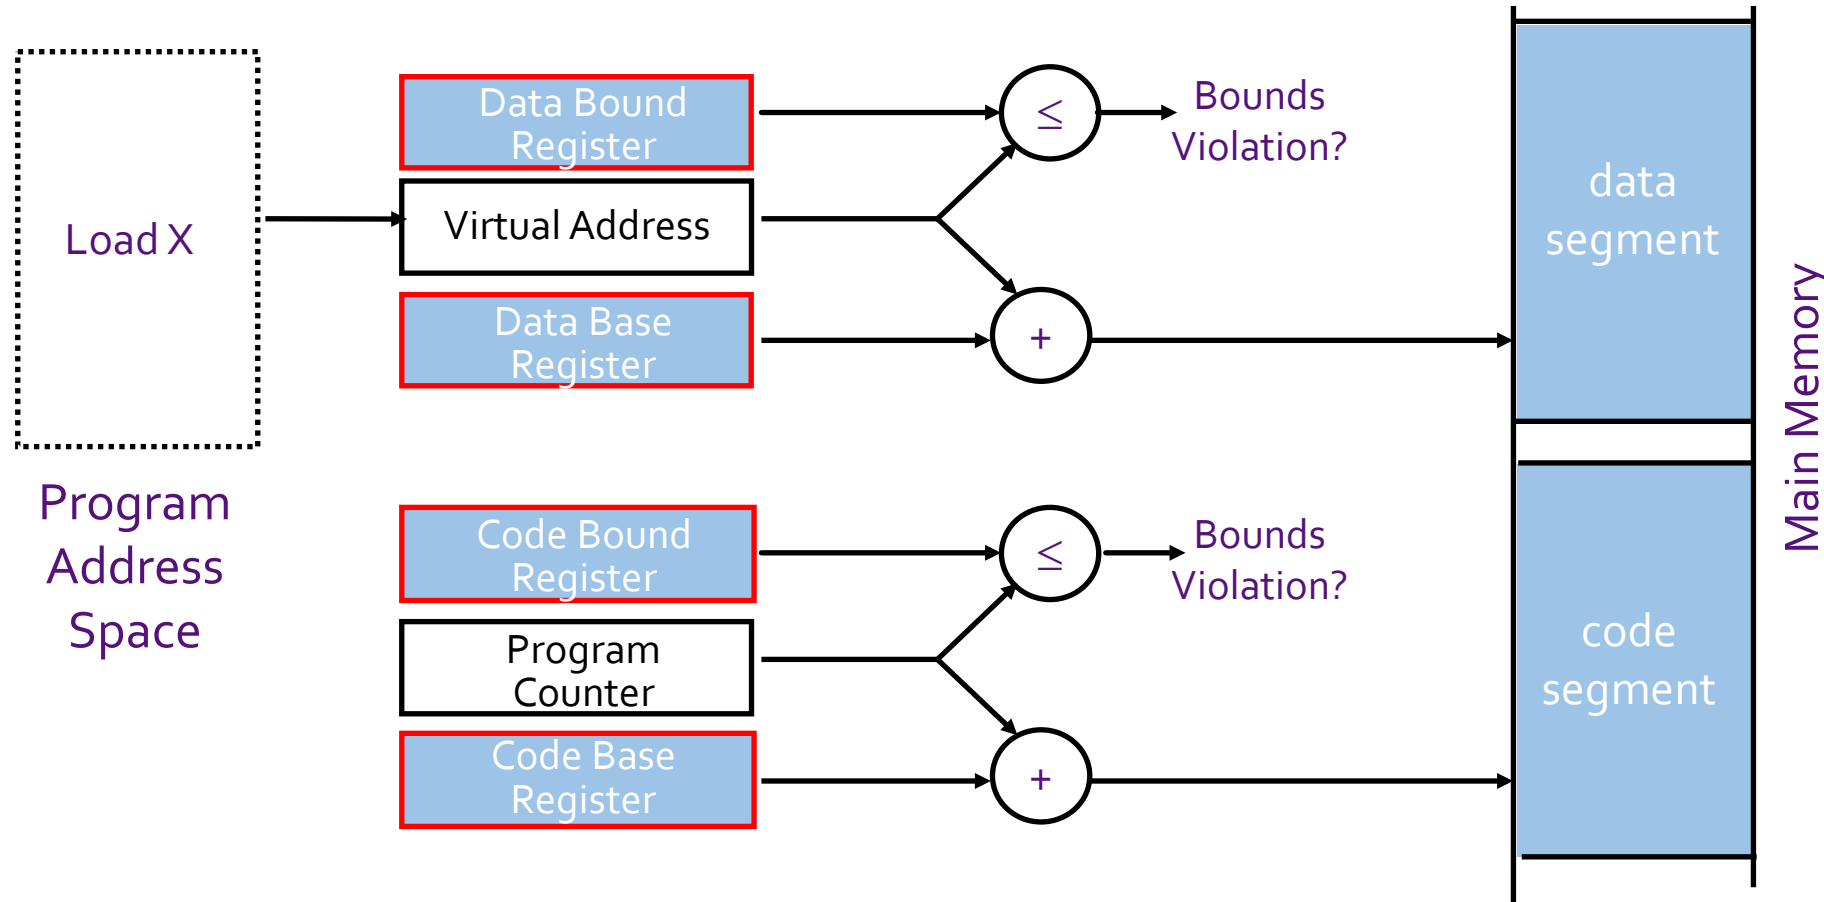 Load X
Program
Address
Space
Data Bound
Register
Virtual Address
Data Base
Register
≤
Bounds
Violation?
+
Code Bound
Register
Program
Counter
Code Base
Register
≤
Bounds
Violation?
+
data
segment
code
segment
Main Memory